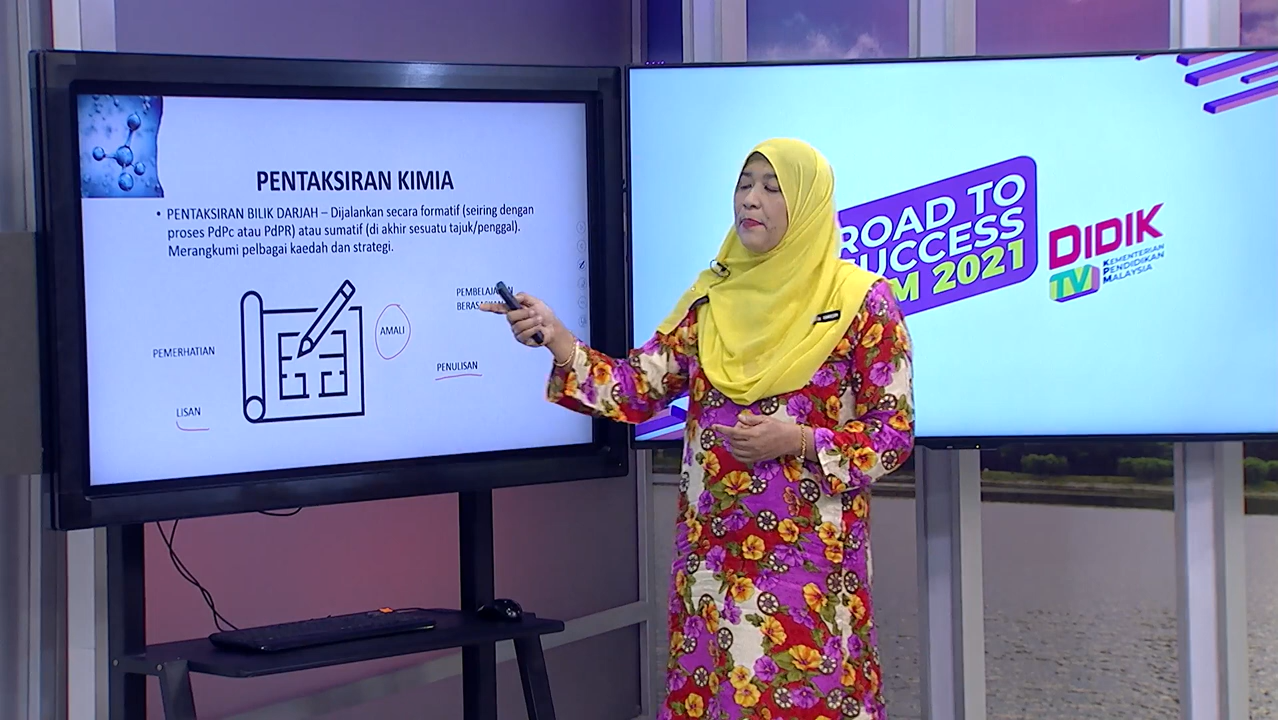 PENTAKSIRAN KIMIA
• PENTAKSIRAN BILIK DARJAH – Dijalankan secara formatif (seiring dengan
proses PdPc atau PdPR) atau sumatif (di akhir sesuatu tajuk/penggal).
Merangkumi pelbagai kaedah dan strategi.
PEMERHATIAN
LISAN
AMALI
PENULISAN
ROAD TO
2021
DIDIK
TV
KEMENTERIAN
PENDIDIKAN
MALAYSIA